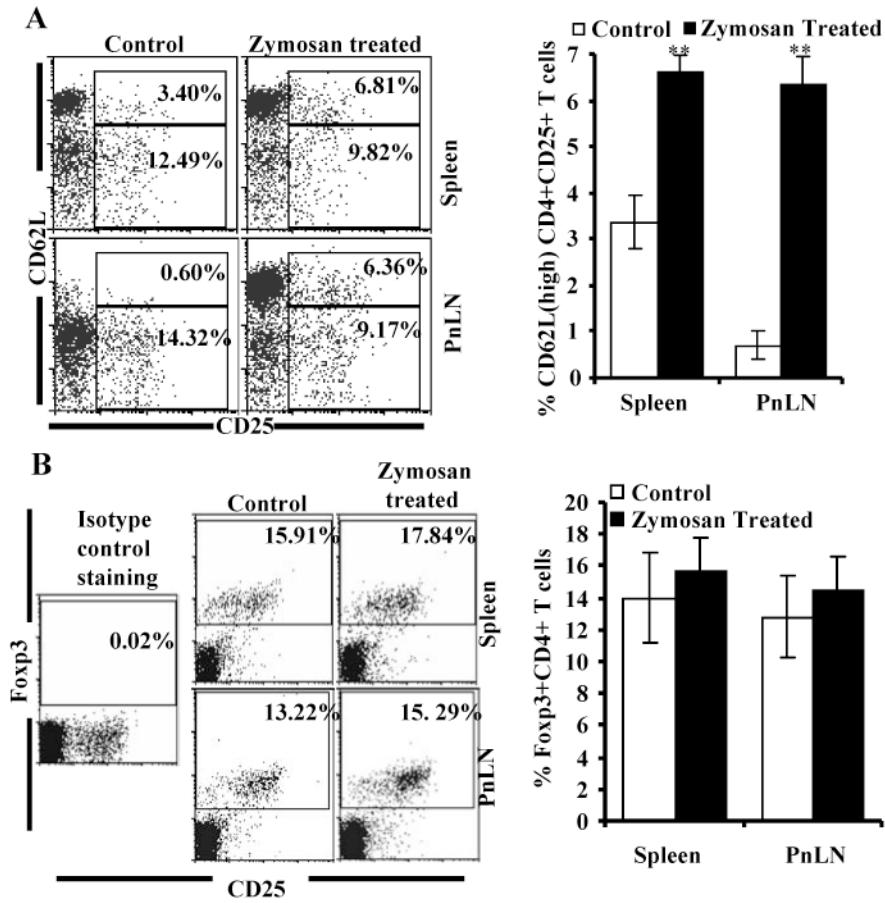 A
Control
Zymosan treated
3.40%
6.81%
12.49%
9.82%
Spleen
0.60%
6.36%
14.32%
9.17%
PnLN
CD62L
CD25
Control
Zymosan Treated
**
**
7
6
5
4
3
2
1
0
% CD62L(high) CD4+CD25+ T cells
Spleen
PnLN
B
Isotype
control
staining
Control
Zymosan
treated
0.02%
15.91%
17.84%
Spleen
13.22%
15. 29%
PnLN
Foxp3
CD25
Control
Zymosan Treated
20
18
16
14
12
10
8
6
4
2
0
% Foxp3+CD4+ T cells
Spleen
PnLN